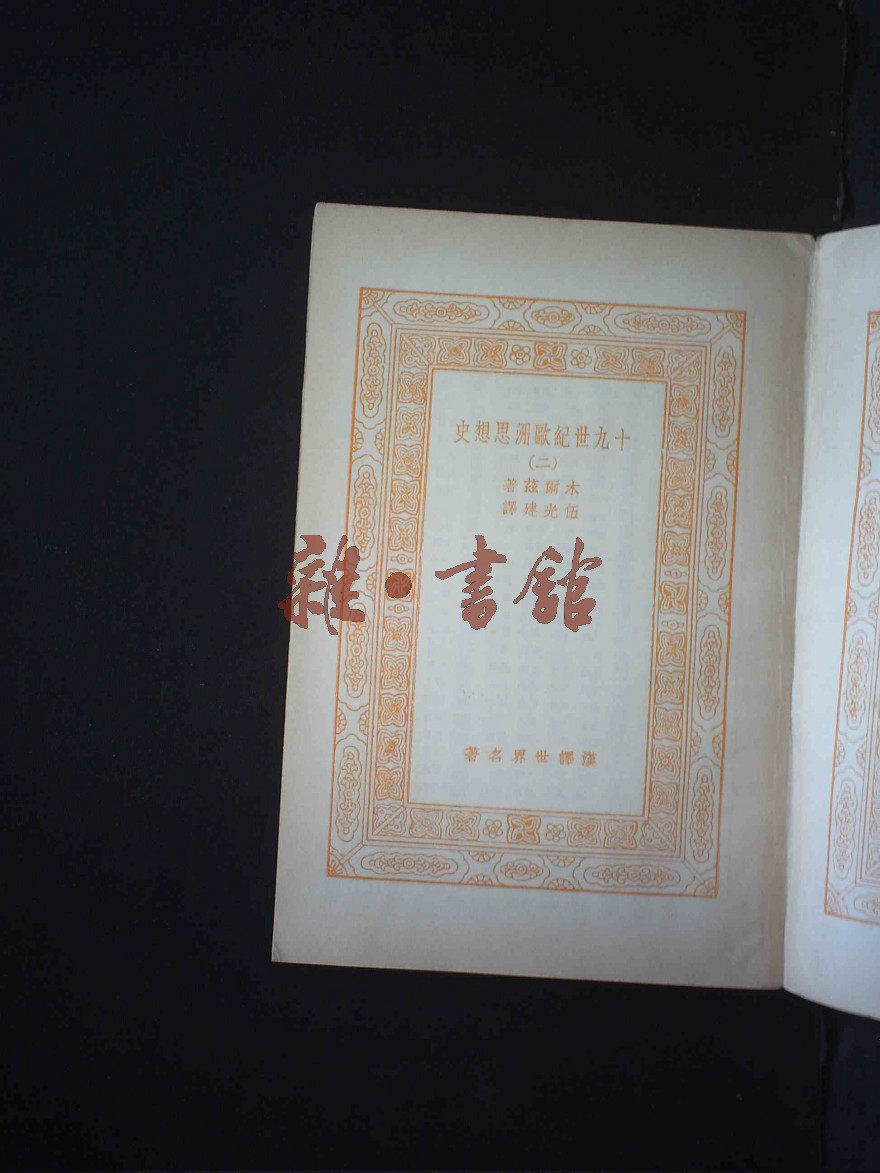 十九世紀歐洲思想史
(二)
木爾茲著
伍光建譯
雜·書館
漢譯世界名著